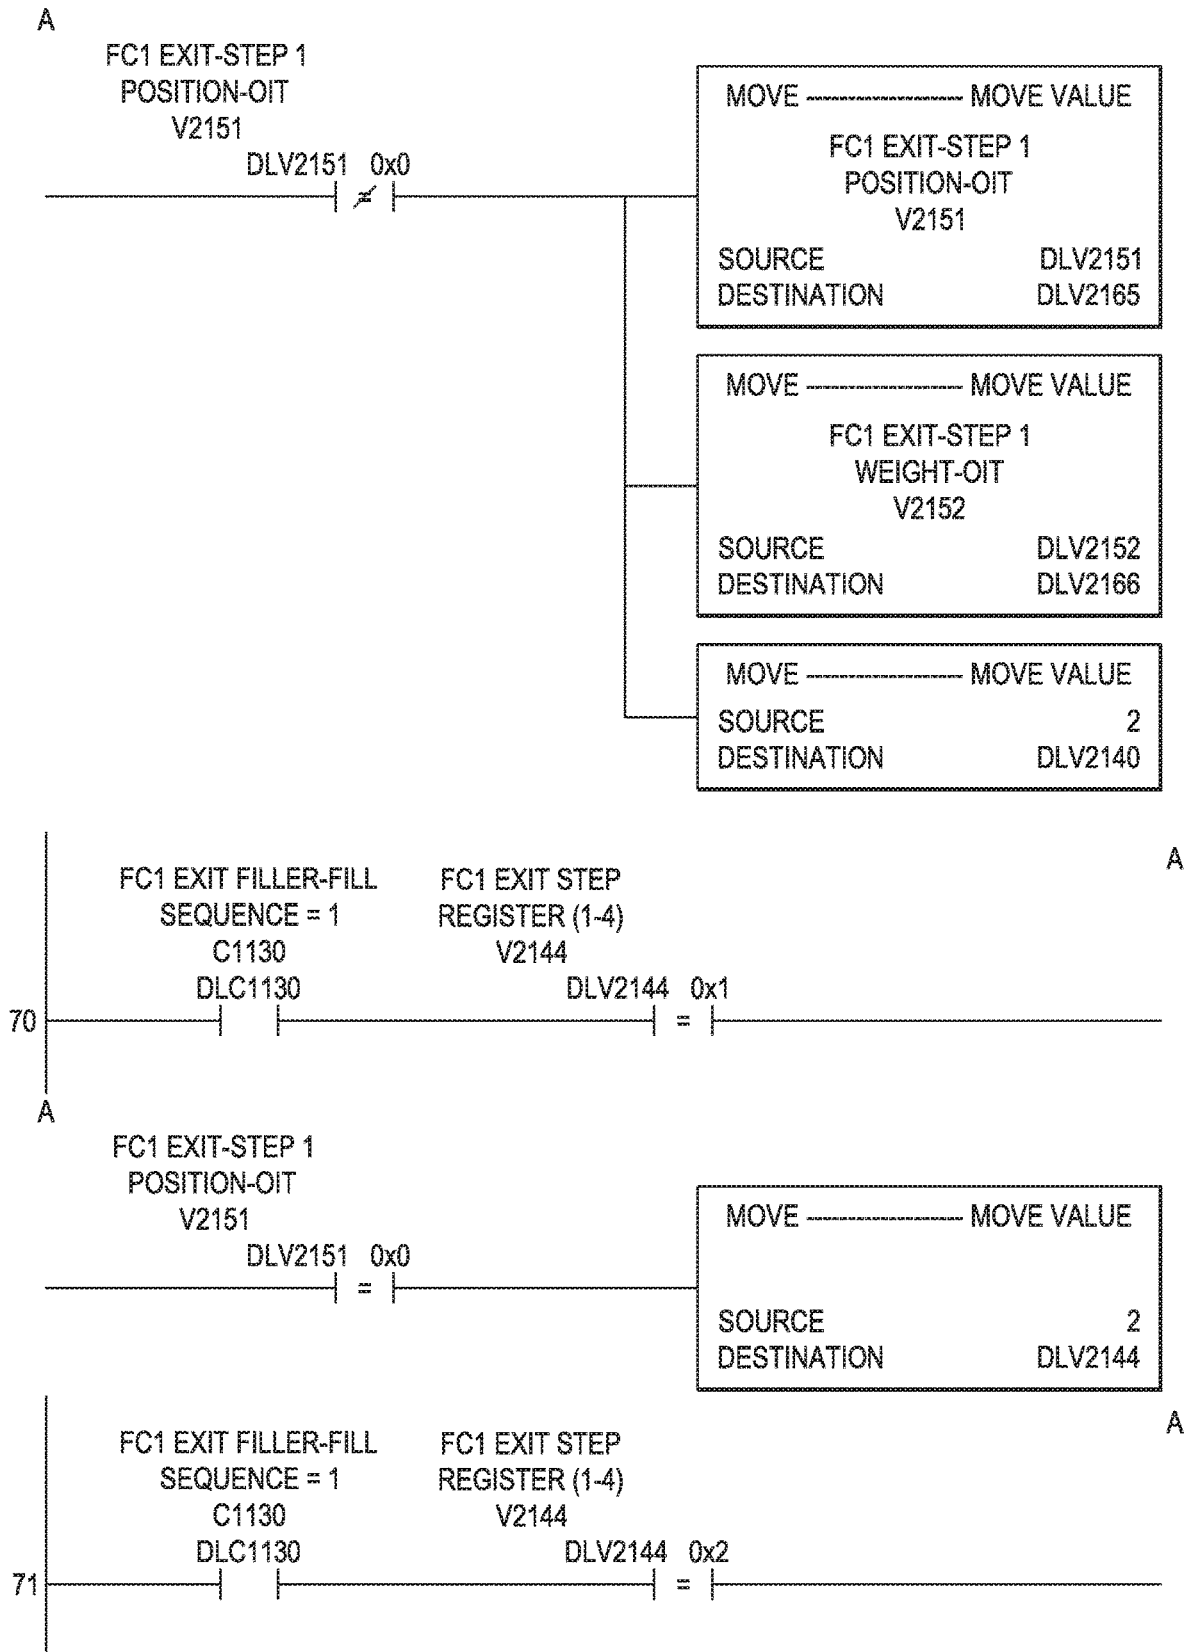 A
FC1 EXIT-STEP 1
POSITION-OIT
V2151
DLV2151 0x0
≠
MOVE ---------------------- MOVE VALUE
FC1 EXIT-STEP 1
POSITION-OIT
V2151
SOURCE DLV2151
DESTINATION DLV2165
MOVE ---------------------- MOVE VALUE
FC1 EXIT-STEP 1
WEIGHT-OIT
V2152
SOURCE DLV2152
DESTINATION DLV2166
MOVE ---------------------- MOVE VALUE
SOURCE 2
DESTINATION DLV2140
A
FC1 EXIT FILLER-FILL
SEQUENCE = 1
C1130
DLC1130
FC1 EXIT STEP
REGISTER (1-4)
V2144
DLV2144 0x1
70
=
A
FC1 EXIT-STEP 1
POSITION-OIT
V2151
DLV2151 0x0
=
MOVE ---------------------- MOVE VALUE
SOURCE 2
DESTINATION DLV2144
A
FC1 EXIT FILLER-FILL
SEQUENCE = 1
C1130
DLC1130
FC1 EXIT STEP
REGISTER (1-4)
V2144
DLV2144 0x2
71
=